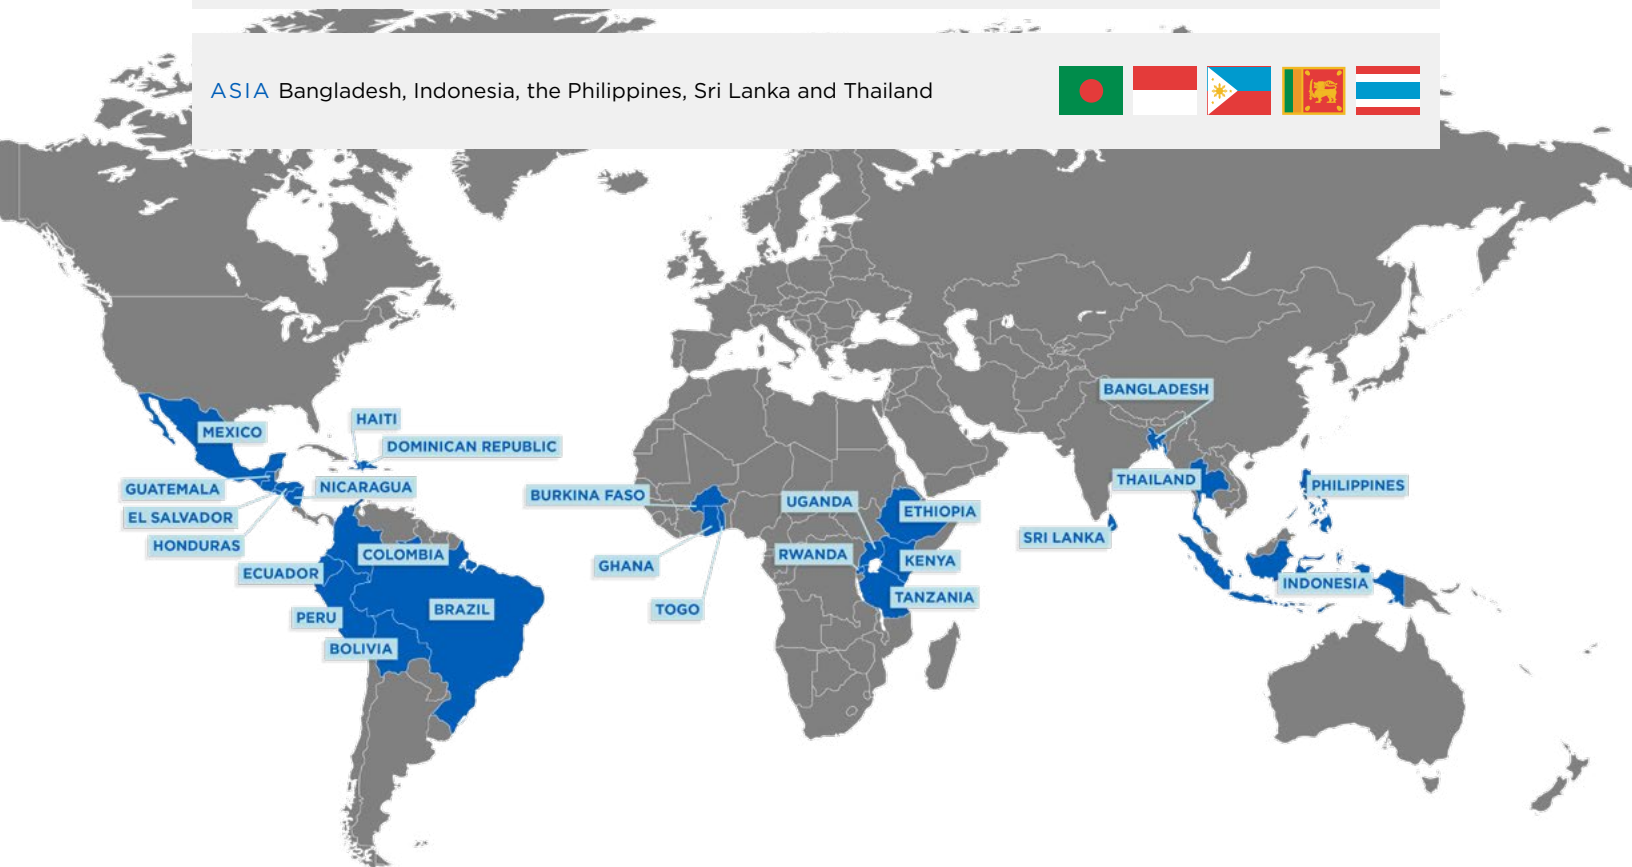 ASIA Bangladesh, Indonesia, the Philippines, Sri Lanka and Thailand
BANGLADESH
HAITI
MEXICO
DOMINICAN REPUBLIC
THAILAND
GUATEMALA
NICARAGUA
PHILIPPINES
BURKINA FASO
UGANDA
ETHIOPIA
EL SALVADOR
SRI LANKA
HONDURAS
COLOMBIA
RWANDA
KENYA
GHANA
ECUADOR
INDONESIA
TANZANIA
BRAZIL
TOGO
PERU
BOLIVIA